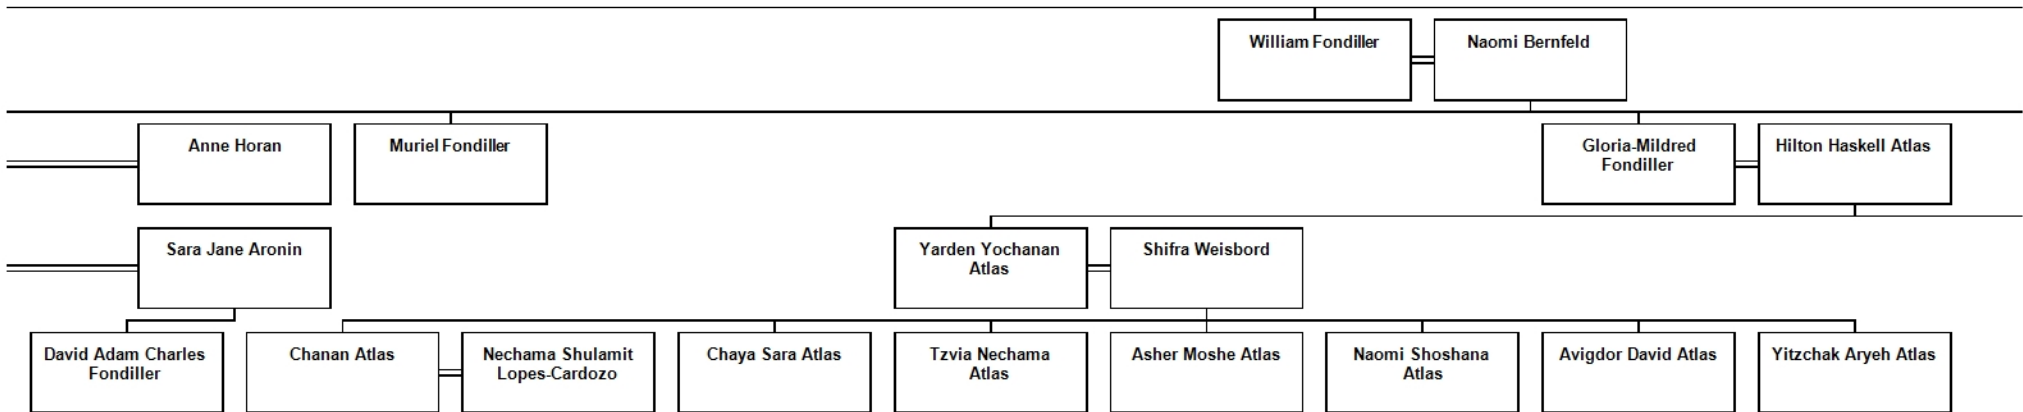 William Fondiller
Naomi Bernfeld
Anne Horan
Muriel Fondiller
Gloria-Mildred
Fondiller
Hilton Haskell Atlas
Sara Jane Aronin
Yarden Yochanan
Atlas
Shifra Weisbord
David Adam Charles
Fondiller
Chanan Atlas
Nechama Shulamit
Lopes-Cardozo
Chaya Sara Atlas
Tzvia Nechama
Atlas
Asher Moshe Atlas
Naomi Shoshana
Atlas
Avigdor David Atlas
Yitzchak Aryeh Atlas